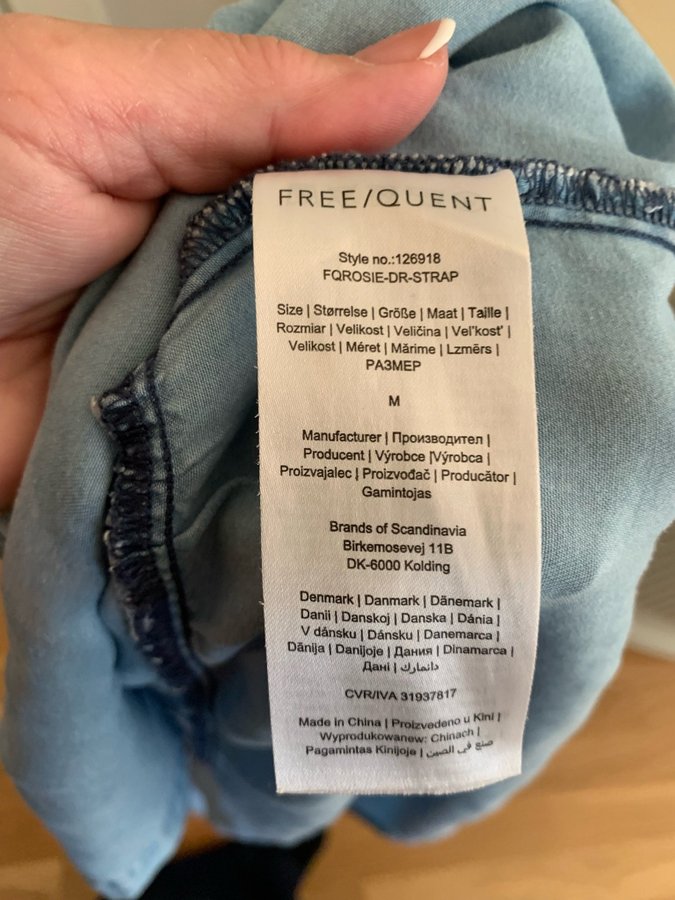 FREE/QUENT
Style no.:126918
FQROSIE-DR-STRAP
Size | Størrelse | Größe | Maat | Taille |
Rozmiar | Velikost | Veličina | Vel'kost' |
Velikost | Méret | Mărime | Lzmērs |
РАЗМЕР
M
Manufacturer | Производител |
Producent | Výrobce |Výrobca |
Proizvajalec | Proizvođač | Producător |
Gamintojas
Brands of Scandinavia
Birkemosevej 11B
DK-6000 Kolding
Denmark | Danmark | Dänemark |
Danii | Danskoj | Danska | Dánia |
V dánsku | Dánsku | Danemarca |
Dānija | Danijoje | Дания | Dinamarca |
Дані | دانمارك
CVR/IVA 31937817
Made in China | Proizvedeno u Kini |
Wyprodukowanew: Chinach |
Pagamintas Kinijoje | صنع في الصين